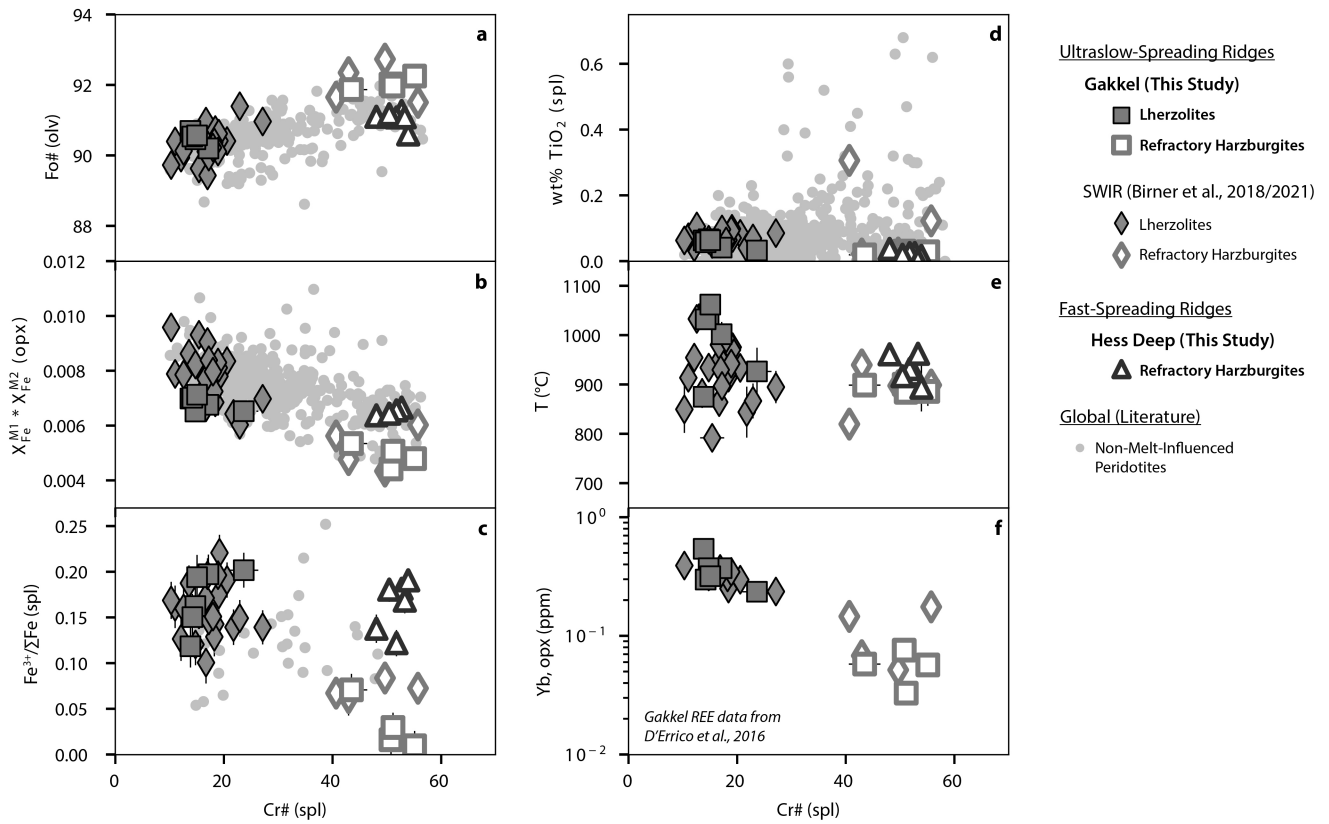 94
92
90
88
Fo# (olv)
a
0.012
0.010
0.008
0.006
0.004
X Fe M1 * X Fe M2 (opx)
b
0.25
0.20
0.15
0.10
0.05
0.00
Fe3+/∑Fe (spl)
c
0
20
40
60
Cr# (spl)
0.6
0.4
0.2
0.0
wt% TiO2 (spl)
d
1100
1000
900
800
700
T (°C)
e
10⁰
10⁻¹
10⁻²
Yb, opx (ppm)
f
Gakkel REE data from
D'Errico et al., 2016
0
20
40
60
Cr# (spl)
Ultraslow-Spreading Ridges
Gakkel (This Study)
Lherzolites
Refractory Harzburgites
SWIR (Birner et al., 2018/2021)
Lherzolites
Refractory Harzburgites
Fast-Spreading Ridges
Hess Deep (This Study)
Refractory Harzburgites
Global (Literature)
Non-Melt-Influenced
Peridotites